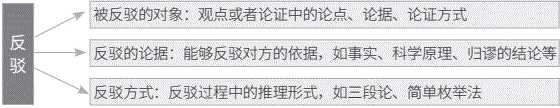 反驳
被反驳的对象：观点或者论证中的论点、论据、论证方式
反驳的论据：能够反驳对方的依据，如事实、科学原理、归谬的结论等
反驳方式：反驳过程中的推理形式，如三段论、简单枚举法